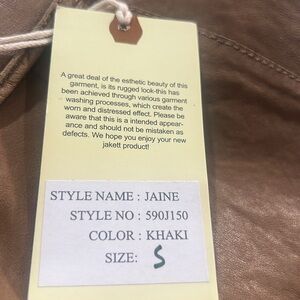 A great deal of the esthetic beauty of this
garment, is its rugged look-this has
been achieved through various garment
washing processes, which create the
worn and distressed effect. Please be
aware that this is a intended appear-
ance and should not be mistaken as
defects. We hope you enjoy your new
jakett product!
STYLE NAME : JAINE
STYLE NO : 590J150
COLOR : KHAKI
SIZE: S